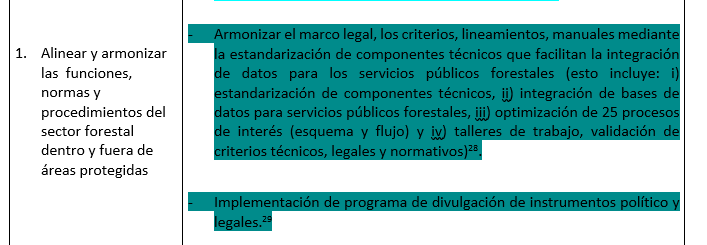 1. Alinear y armonizar
las funciones,
normas y
procedimientos del
sector forestal
dentro y fuera de
áreas protegidas
- Armonizar el marco legal, los criterios, lineamientos, manuales mediante
la estandarización de componentes técnicos que facilitan la integración
de datos para los servicios públicos forestales (esto incluye: i)
estandarización de componentes técnicos, ii) integración de bases de
datos para servicios públicos forestales, iii) optimización de 25 procesos
de interés (esquema y flujo) y iv) talleres de trabajo, validación de
criterios técnicos, legales y normativos)²⁸.
- Implementación de programa de divulgación de instrumentos político y
legales.²⁹